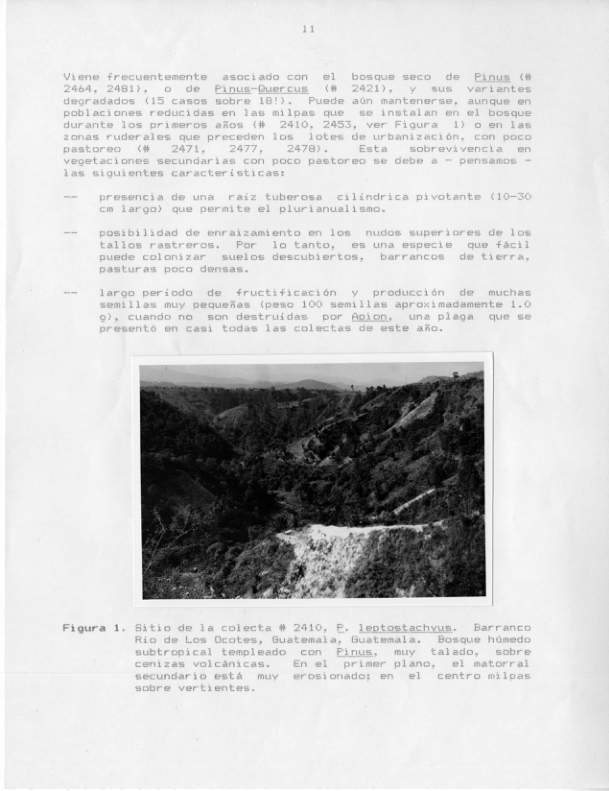 11
Viene frecuentemente asociado con el bosque seco de Pinus (#
2464, 2481), o de Pinus-Quercus (# 2421), y sus variantes
degradados (15 casos sobre 18!). Puede aún mantenerse, aunque en
poblaciones reducidas en las milpas que se instalan en el bosque
durante los primeros años (# 2410, 2453, ver Figura 1) o en las
zonas ruderales que preceden los lotes de urbanización, con poco
pastoreo (# 2471, 2477, 2478). Esta sobrevivencia en
vegetaciones secundarias con poco pastoreo se debe a - pensamos -
las siguientes características:
-- presencia de una raíz tuberosa cilíndrica pivotante (10-30
cm largo) que permite el plurianualismo.
-- posibilidad de enraizamiento en los nudos superiores de los
tallos rastreros. Por lo tanto, es una especie que fácil
puede colonizar suelos descubiertos, barrancos de tierra,
pasturas poco densas.
-- largo período de fructificación y producción de muchas
semillas muy pequeñas (peso 100 semillas aproximadamente 1.0
g), cuando no son destruídas por Apion, una plaga que se
presentó en casi todas las colectas de este año.
Figura 1. Sitio de la colecta # 2410, P. leptostachyus. Barranco
Río de Los Ocotes, Guatemala, Guatemala. Bosque húmedo
subtropical templeado con Pinus, muy talado, sobre
cenizas volcánicas. En el primer plano, el matorral
secundario está muy erosionado; en el centro milpas
sobre vertientes.